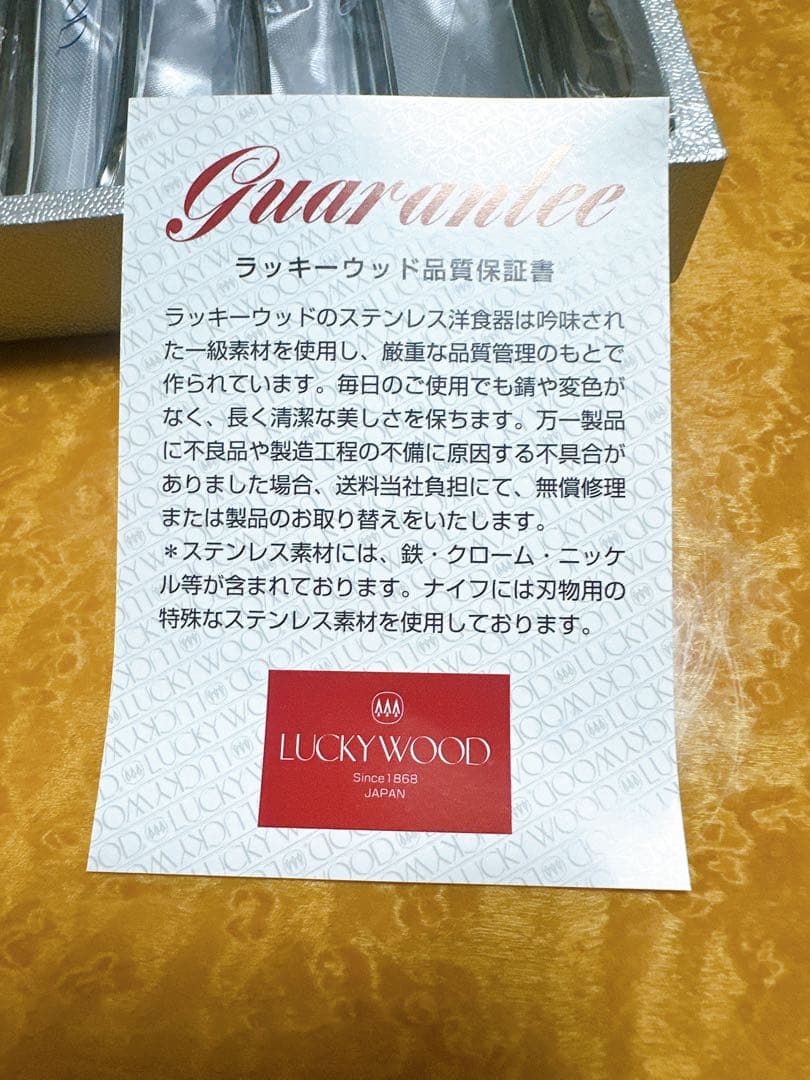 Guarantee
ラッキーウッド品質保証書
ラッキーウッドのステンレス洋食器は吟味され
た一級素材を使用し、厳重な品質管理のもとで
作られています。毎日のご使用でも錆や変色が
なく、長く清潔な美しさを保ちます。万一製品
に不良品や製造工程の不備に原因する不具合が
ありました場合、送料当社負担にて、無償修理
または製品のお取り替えをいたします。
*ステンレス素材には、鉄・クローム・ニッケ
ル等が含まれております。ナイフには刃物用の
特殊なステンレス素材を使用しております。
LUCKYWOOD
Since1868
JAPAN